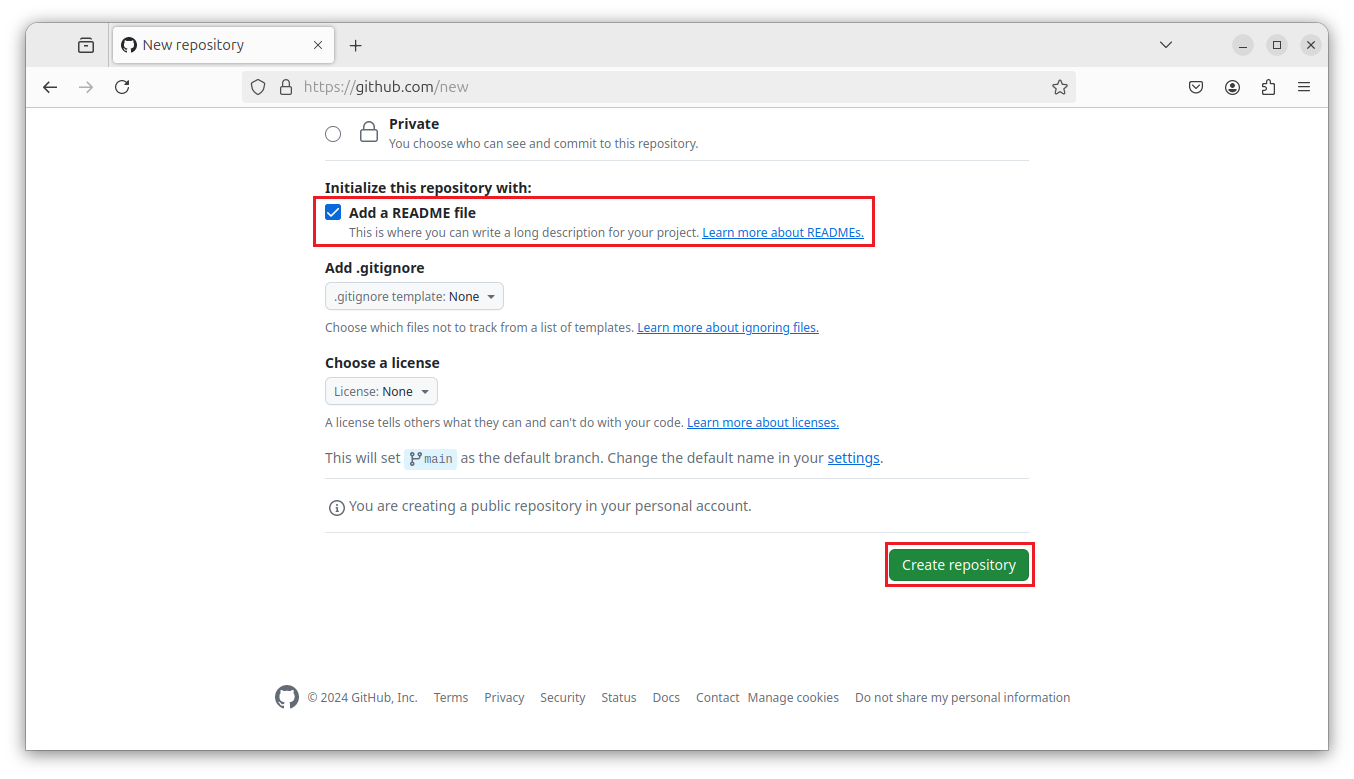 New repository
https://github.com/new
Private
You choose who can see and commit to this repository.
Initialize this repository with:
Add a README file
This is where you can write a long description for your project. Learn more about READMEs.
Add .gitignore
.gitignore template: None
Choose which files not to track from a list of templates. Learn more about ignoring files.
Choose a license
License: None
A license tells others what they can and can't do with your code. Learn more about licenses.
This will set main as the default branch. Change the default name in your settings.
You are creating a public repository in your personal account.
Create repository
© 2024 GitHub, Inc. Terms Privacy Security Status Docs Contact Manage cookies Do not share my personal information